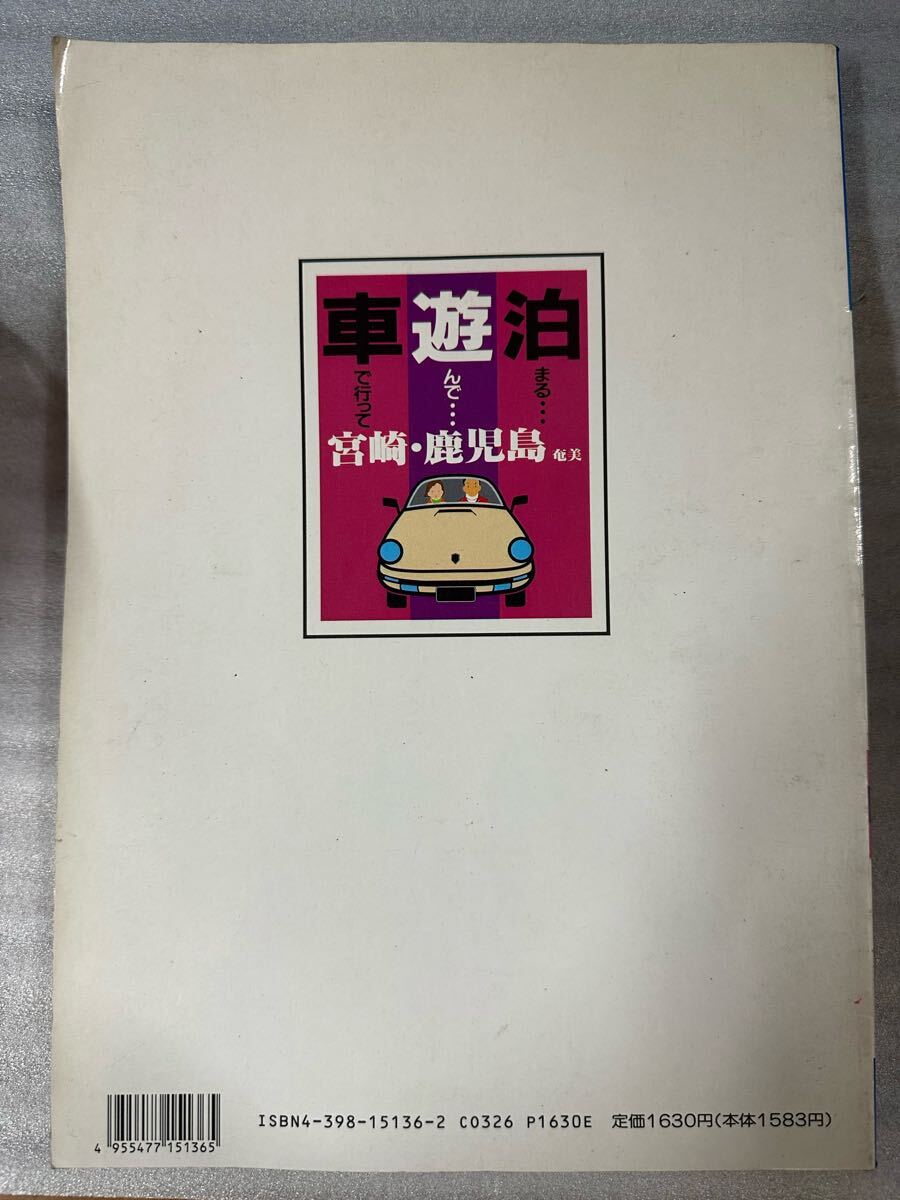 車で行って
遊んで…
泊まる…
宮崎・鹿児島 奄美
ISBN4-398-15136-2 C0326 P1630E 定価1630円(本体1583円)
4 955477 151365